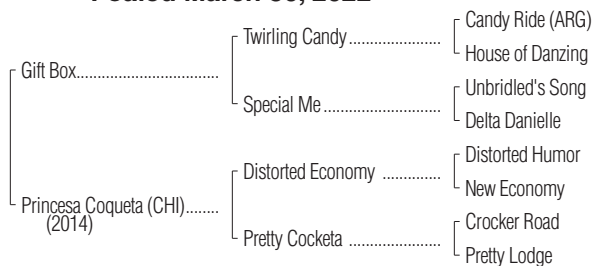 Foaled March 2022
Candy Ride (ARG)
Twirling Candy.......................
House of Danzing
Gift Box...................................
Unbridled's Song
Special Me.............................
Delta Danielle
Distorted Humor
Distorted Economy ..............
New Economy
Princesa Coqueta (CHI)........
(2014)
Crocker Road
Pretty Cocketa ......................
Pretty Lodge